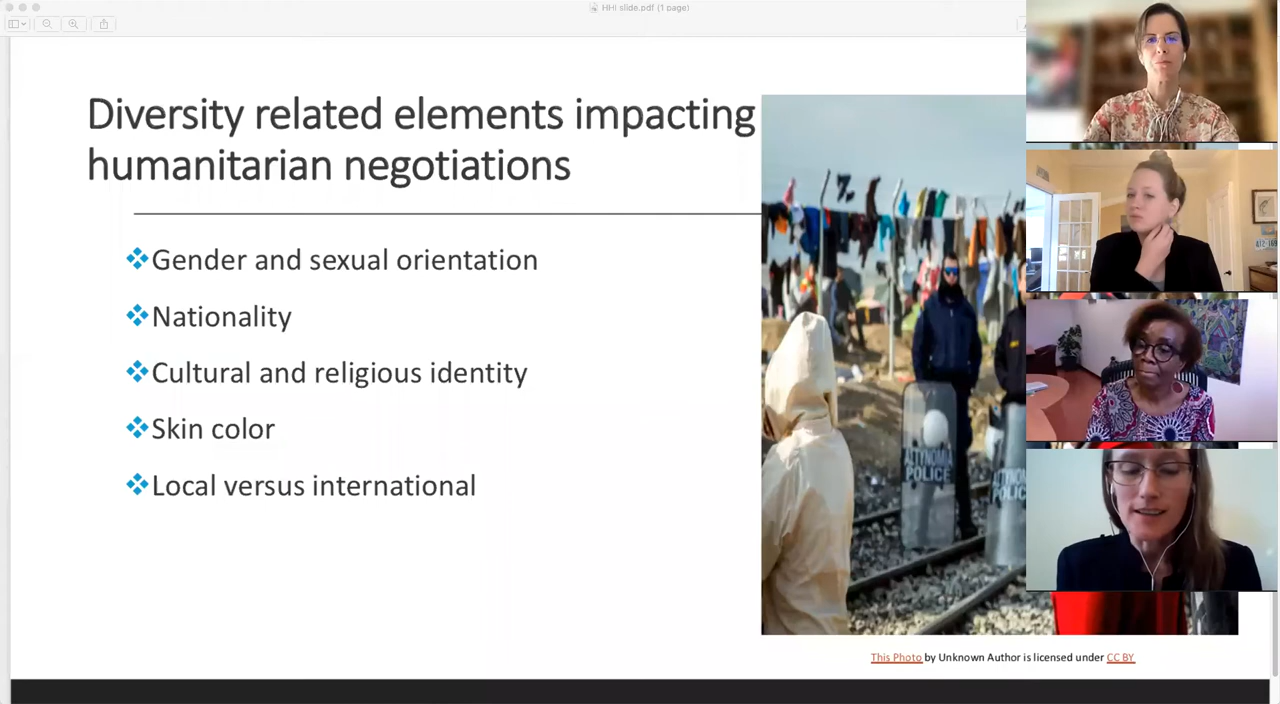 HHI slide.pdf (1 page)
Diversity related elements impacting
humanitarian negotiations
Gender and sexual orientation
Nationality
Cultural and religious identity
Skin color
Local versus international
ΑΣΤΥΝΟΜΙΑ
POLICE
This Photo by Unknown Author is licensed under CC BY